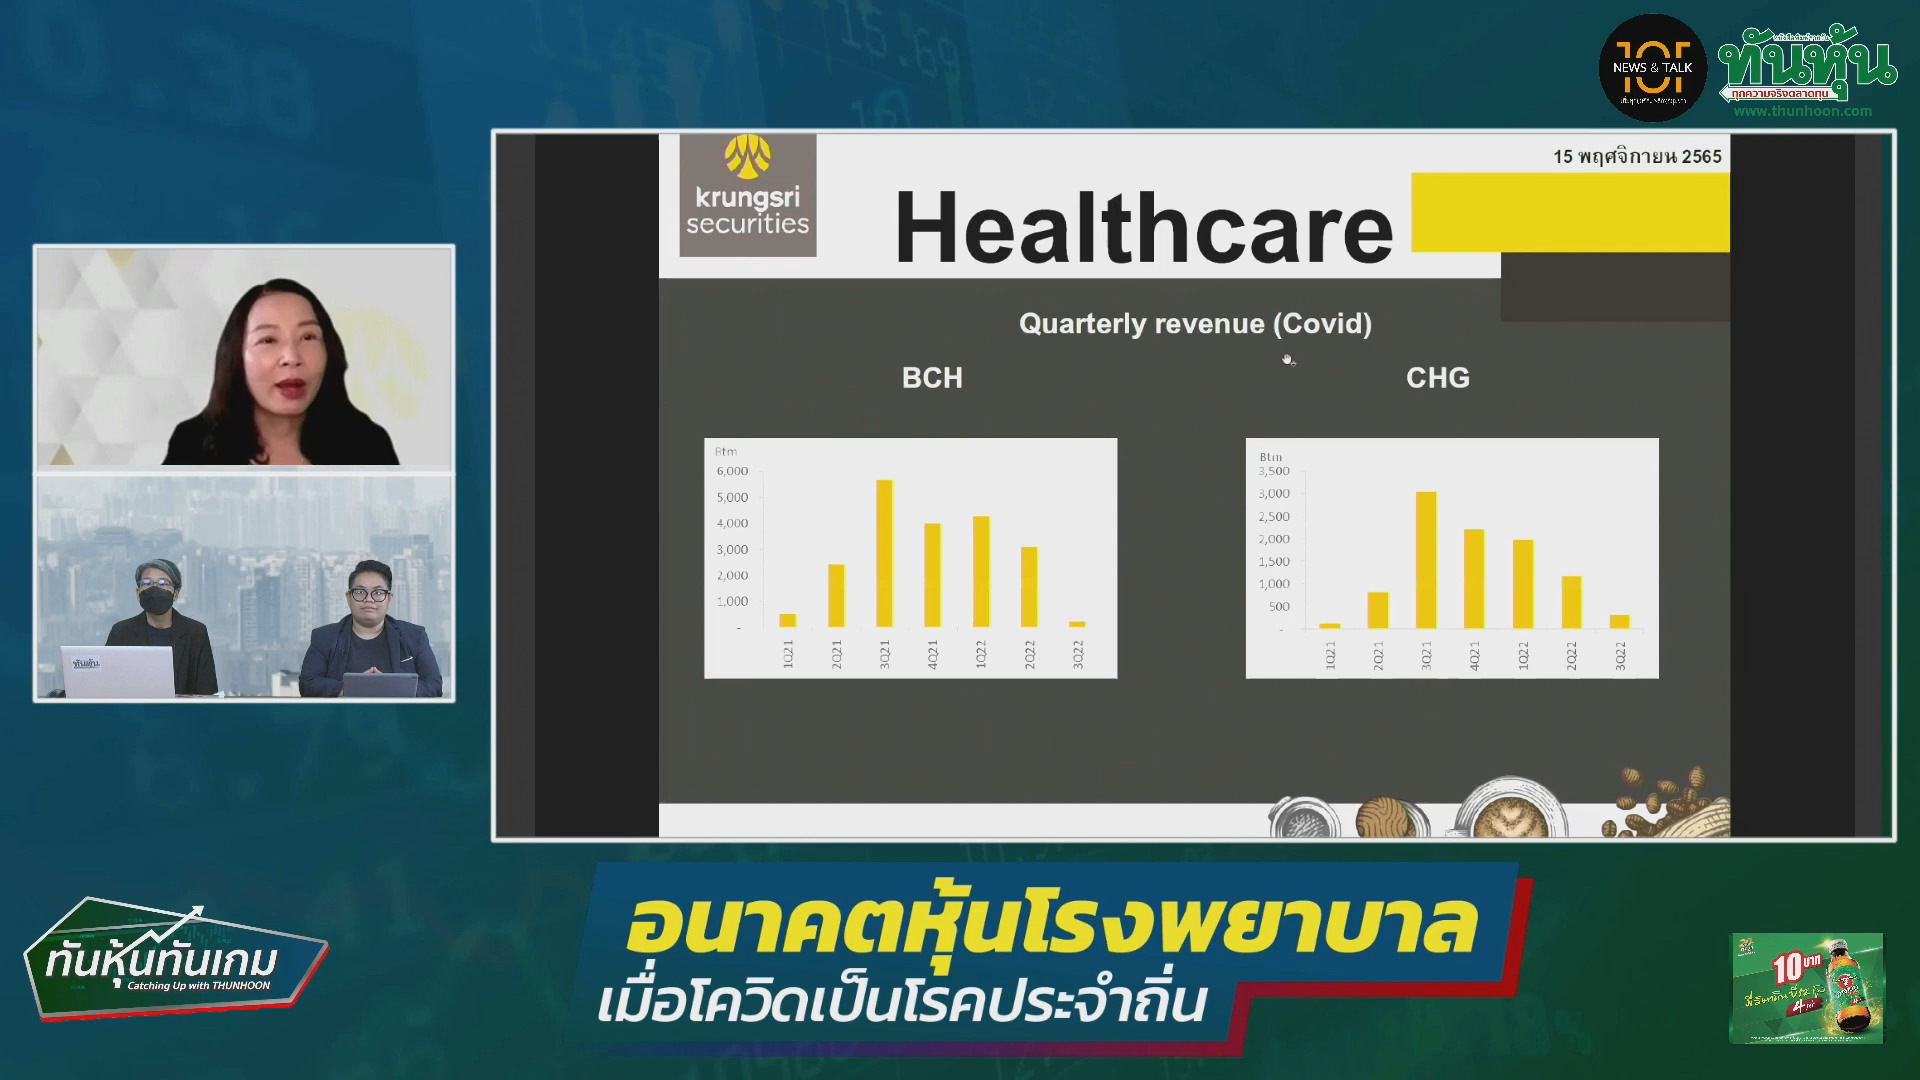 101
NEWS & TALK
ทันหุ้น
ทุกความจริงตลาดทุน
www.thunhoon.com
krungsri
securities
15 พฤศจิกายน 2565
Healthcare
Quarterly revenue (Covid)
BCH
CHG
Btm
6,000
5,000
4,000
3,000
2,000
1,000
-
1Q21 2Q21 3Q21 4Q21 1Q22 2Q22 3Q22
Btm
3,500
3,000
2,500
2,000
1,500
1,000
500
-
1Q21 2Q21 3Q21 4Q21 1Q22 2Q22 3Q22
ทันหุ้น
ทันหุ้นทันเกม
Catching Up with THUNHOON
อนาคตหุ้นโรงพยาบาล
เมื่อโควิดเป็นโรคประจำถิ่น
10 บาท